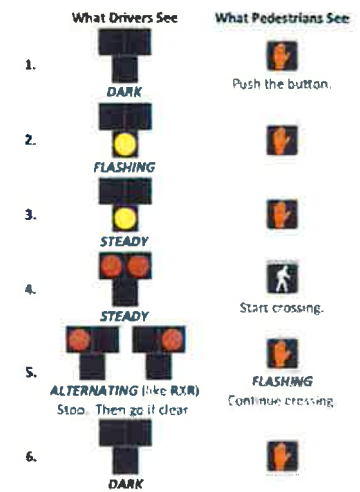 What Drivers See What Pedestrians See
1.
DARK
Push the button.
2.
FLASHING
3.
STEADY
4.
STEADY
Start crossing.
5.
ALTERNATING (like RXR)
Stop. Then go if clear
FLASHING
Continue crossing.
6.
DARK